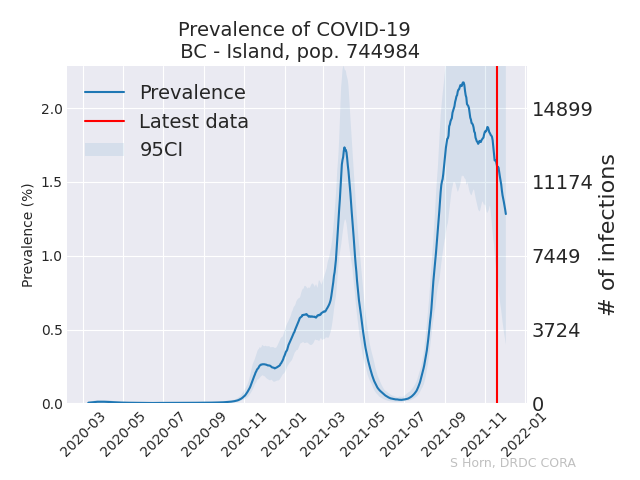 Prevalence of COVID-19
BC - Island, pop. 744984
Prevalence
Latest data
95CI
Prevalence (%)
2.0
1.5
1.0
0.5
0.0
14899
11174
7449
3724
0
# of infections
2020-03
2020-05
2020-07
2020-09
2020-11
2021-01
2021-03
2021-05
2021-07
2021-09
2021-11
2022-01
S Horn, DRDC CORA